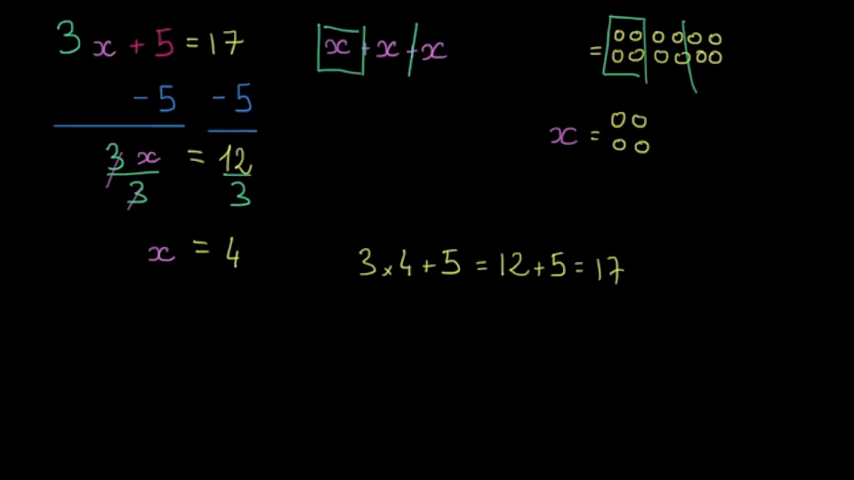 3x + 5 = 17
x + x + x =
- 5 - 5
x =
3x = 12
3 3
x = 4
3 × 4 + 5 = 12 + 5 = 17